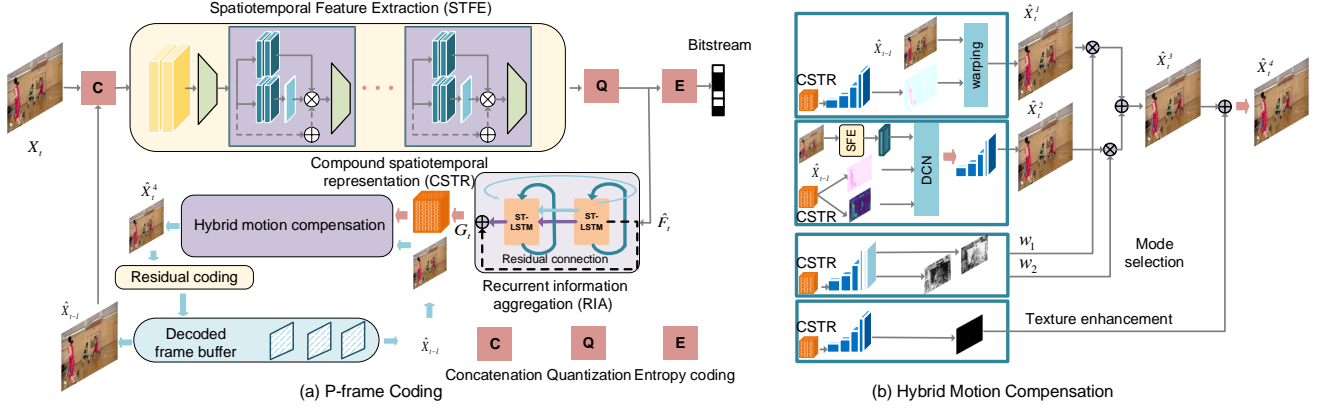 Spatiotemporal Feature Extraction (STFE)
Bitstream
C
Q
E
X_t
Compound spatiotemporal
representation (CSTR)
X̂_t^4
Hybrid motion compensation
G_t
ST-
LSTM
ST-
LSTM
F̂_t
Residual connection
Residual coding
Recurrent information
aggregation (RIA)
X̂_{t-1}
Decoded
frame buffer
X̂_{t-1}
C
Q
E
Concatenation
Quantization
Entropy coding
(a) P-frame Coding
X̂_{t-1}
CSTR
warping
X̂_t^1
X̂_t^3
X̂_t^4
SFE
X̂_{t-1}
DCN
X̂_t^2
CSTR
CSTR
w_1
w_2
Mode
selection
CSTR
Texture enhancement
(b) Hybrid Motion Compensation